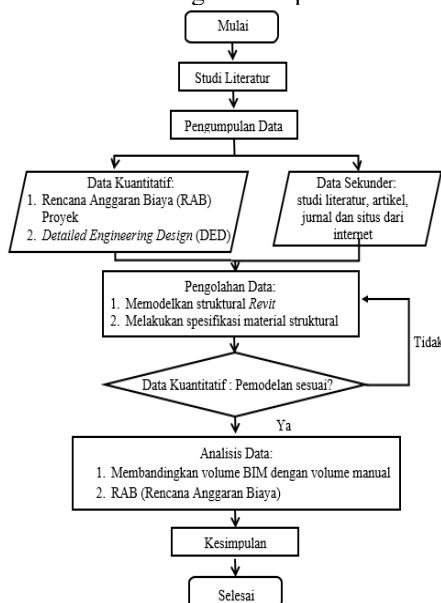 Mulai
Studi Literatur
Pengumpulan Data
Data Kuantitatif:
1. Rencana Anggaran Biaya (RAB)
Proyek
2. Detailed Engineering Design (DED)
Data Sekunder:
studi literatur, artikel,
jurnal dan situs dari
internet
Pengolahan Data:
1. Memodelkan struktural Revit
2. Melakukan spesifikasi material struktural
Tidak
Data Kuantitatif : Pemodelan sesuai?
Ya
Analisis Data:
1. Membandingkan volume BIM dengan volume manual
2. RAB (Rencana Anggaran Biaya)
Kesimpulan
Selesai